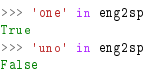 >>> 'one' in eng2sp
True
>>> 'uno' in eng2sp
False